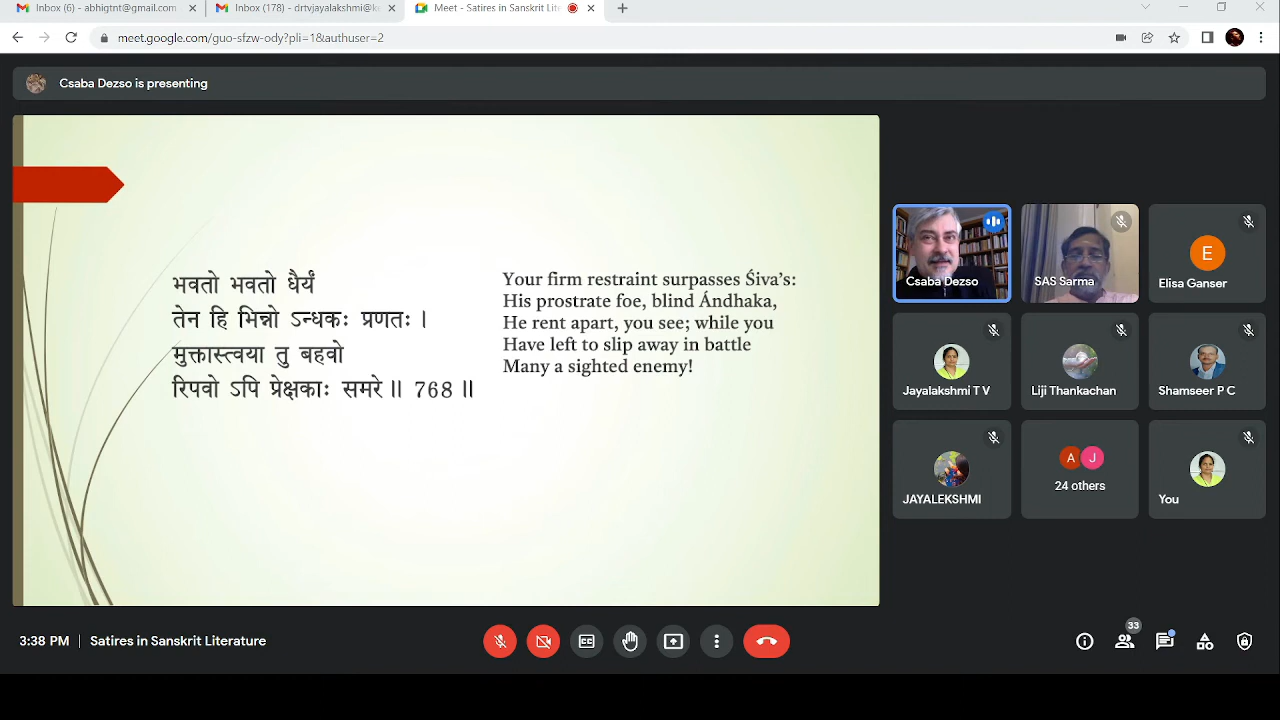 Inbox (6) - abhigtnt@gmail.com
Inbox (178) - drtvjayalakshmi@ke
Meet - Satires in Sanskrit Lite
meet.google.com/guo-sfzw-ody?pli=1&authuser=2
Csaba Dezso is presenting
भवतो भवतो धैर्यं
तेन हि भिन्नो ऽन्धकः प्रणतः ।
मुक्तास्त्वया तु बहवो
रिपवो ऽपि प्रेक्षकाः समरे ॥ 768 ॥
Your firm restraint surpasses Śiva's:
His prostrate foe, blind Ándhaka,
He rent apart, you see; while you
Have left to slip away in battle
Many a sighted enemy!
Csaba Dezso
SAS Sarma
E
Elisa Ganser
Jayalakshmi T V
Liji Thankachan
Shamseer P C
JAYALEKSHMI
A J
24 others
You
3:38 PM | Satires in Sanskrit Literature
33